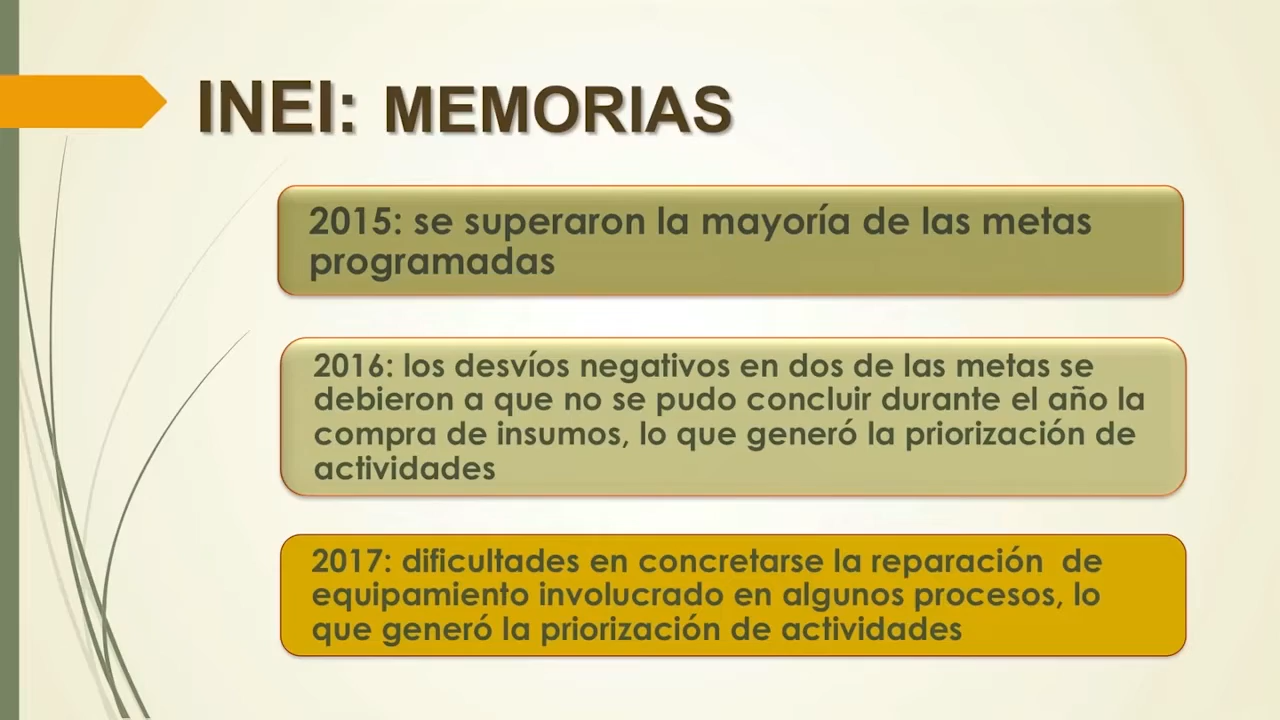 INEI: MEMORIAS
2015: se superaron la mayoría de las metas
programadas
2016: los desvíos negativos en dos de las metas se
debieron a que no se pudo concluir durante el año la
compra de insumos, lo que generó la priorización de
actividades
2017: dificultades en concretarse la reparación  de
equipamiento involucrado en algunos procesos, lo
que generó la priorización de actividades